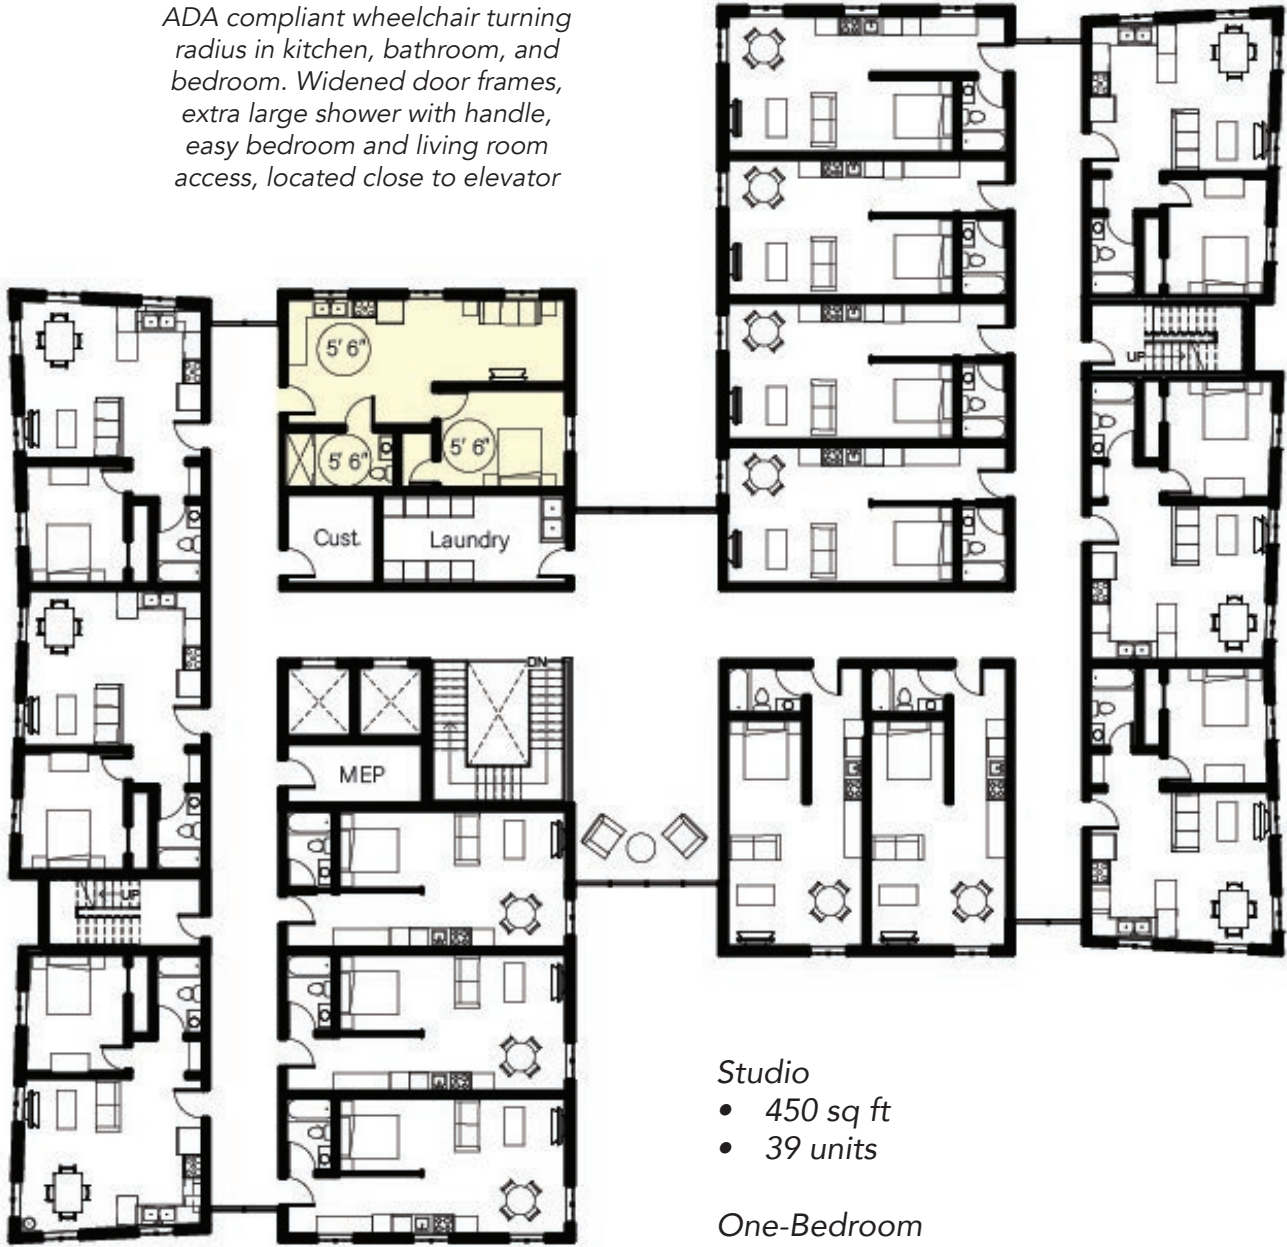 ADA compliant wheelchair turning
radius in kitchen, bathroom, and
bedroom. Widened door frames,
extra large shower with handle,
easy bedroom and living room
access, located close to elevator
5' 6"
5' 6"
5' 6"
Cust.
Laundry
UP
DN
MEP
UP
Studio
• 450 sq ft
• 39 units
One-Bedroom